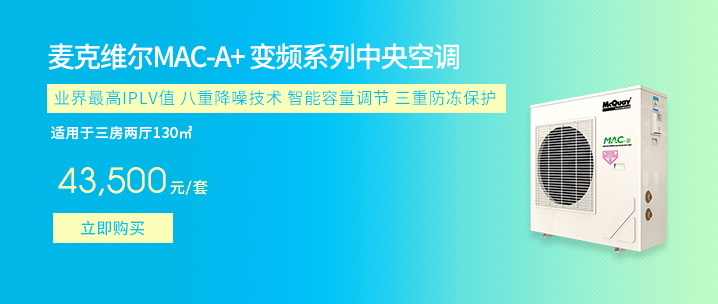 麦克维尔MAC-A+ 变频系列中央空调
业界最高IPLV值 八重降噪技术 智能容量调节 三重防冻保护
适用于三房两厅130㎡
43,500元/套
立即购买
McQuay
MAC